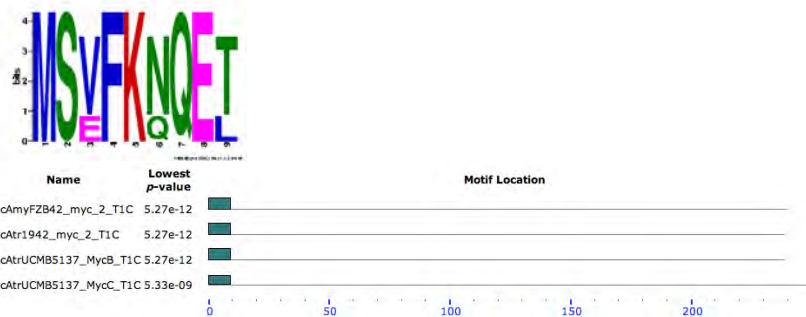 4
3
2
1
0
bits
MSVFKNQET
E Q L
1 2 3 4 5 6 7 8 9
Name Lowest p-value Motif Location
cAmyFZB42_myc_2_T1C 5.27e-12
cAtr1942_myc_2_T1C 5.27e-12
cAtrUCMB5137_MycB_T1C 5.27e-12
cAtrUCMB5137_MycC_T1C 5.33e-09
0 50 100 150 200